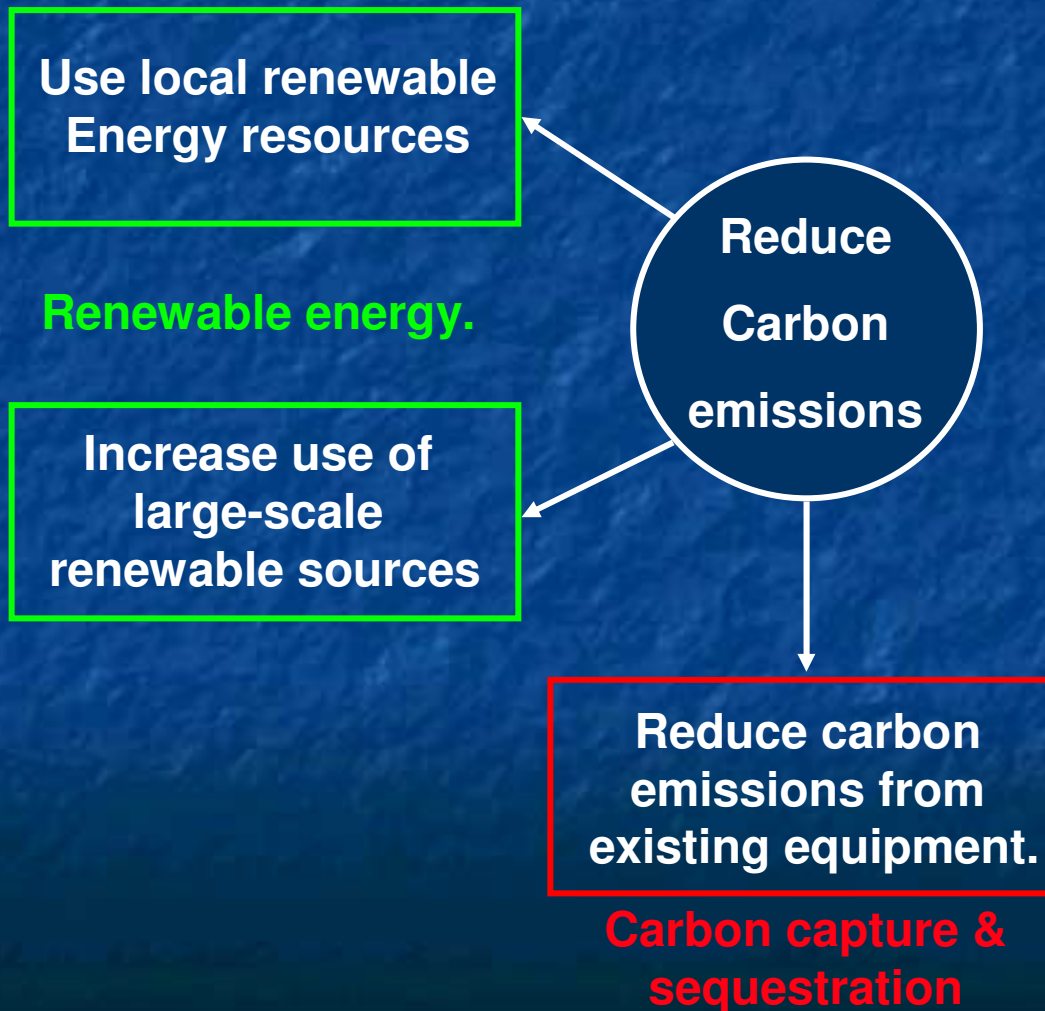 Use local renewable
Energy resources
Reduce
Carbon
emissions
Renewable energy.
Increase use of
large-scale
renewable sources
Reduce carbon
emissions from
existing equipment.
Carbon capture &
sequestration